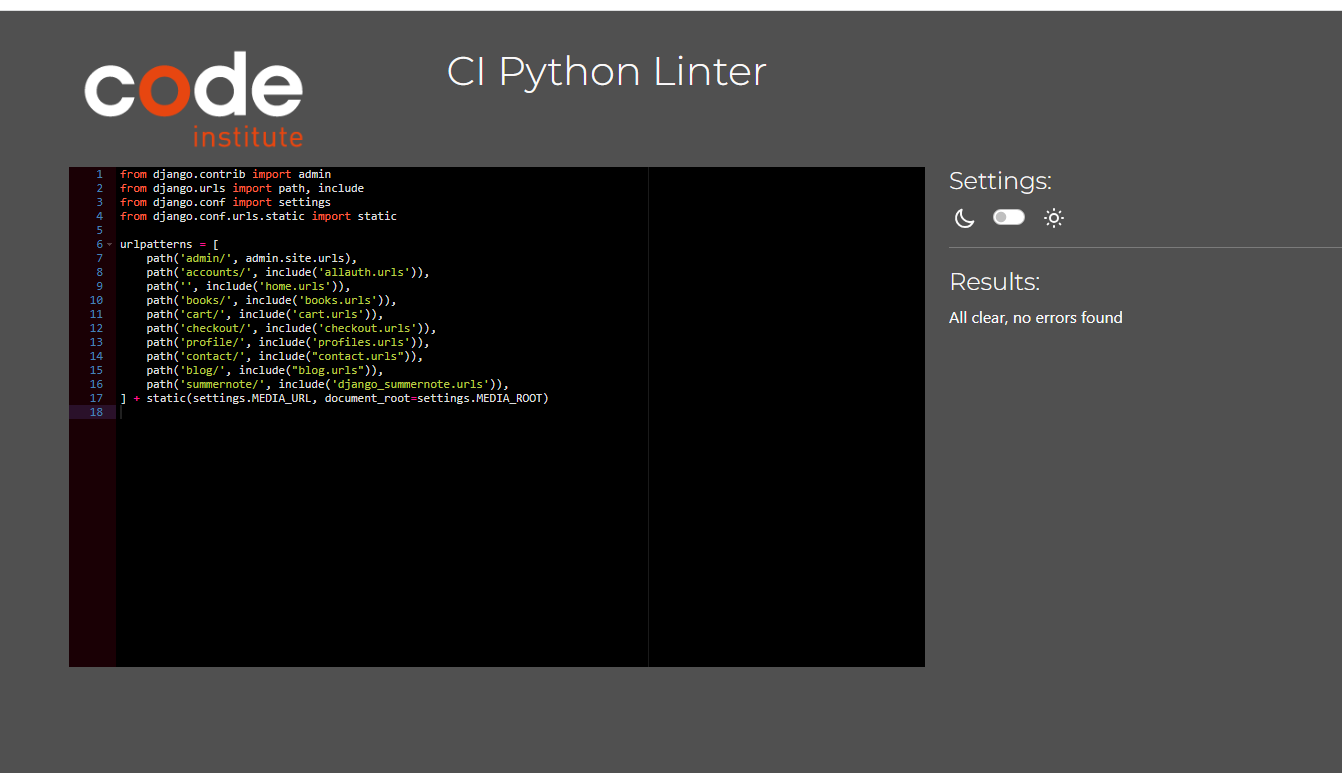 code
institute
CI Python Linter
1 from django.contrib import admin
2 from django.urls import path, include
3 from django.conf import settings
4 from django.conf.urls.static import static
5
6 urlpatterns = [
7     path('admin/', admin.site.urls),
8     path('accounts/', include('allauth.urls')),
9     path('', include('home.urls')),
10     path('books/', include('books.urls')),
11     path('cart/', include('cart.urls')),
12     path('checkout/', include('checkout.urls')),
13     path('profile/', include('profiles.urls')),
14     path('contact/', include("contact.urls")),
15     path('blog/', include("blog.urls")),
16     path('summernote/', include('django_summernote.urls')),
17 ] + static(settings.MEDIA_URL, document_root=settings.MEDIA_ROOT)
18
Settings:
Results:
All clear, no errors found